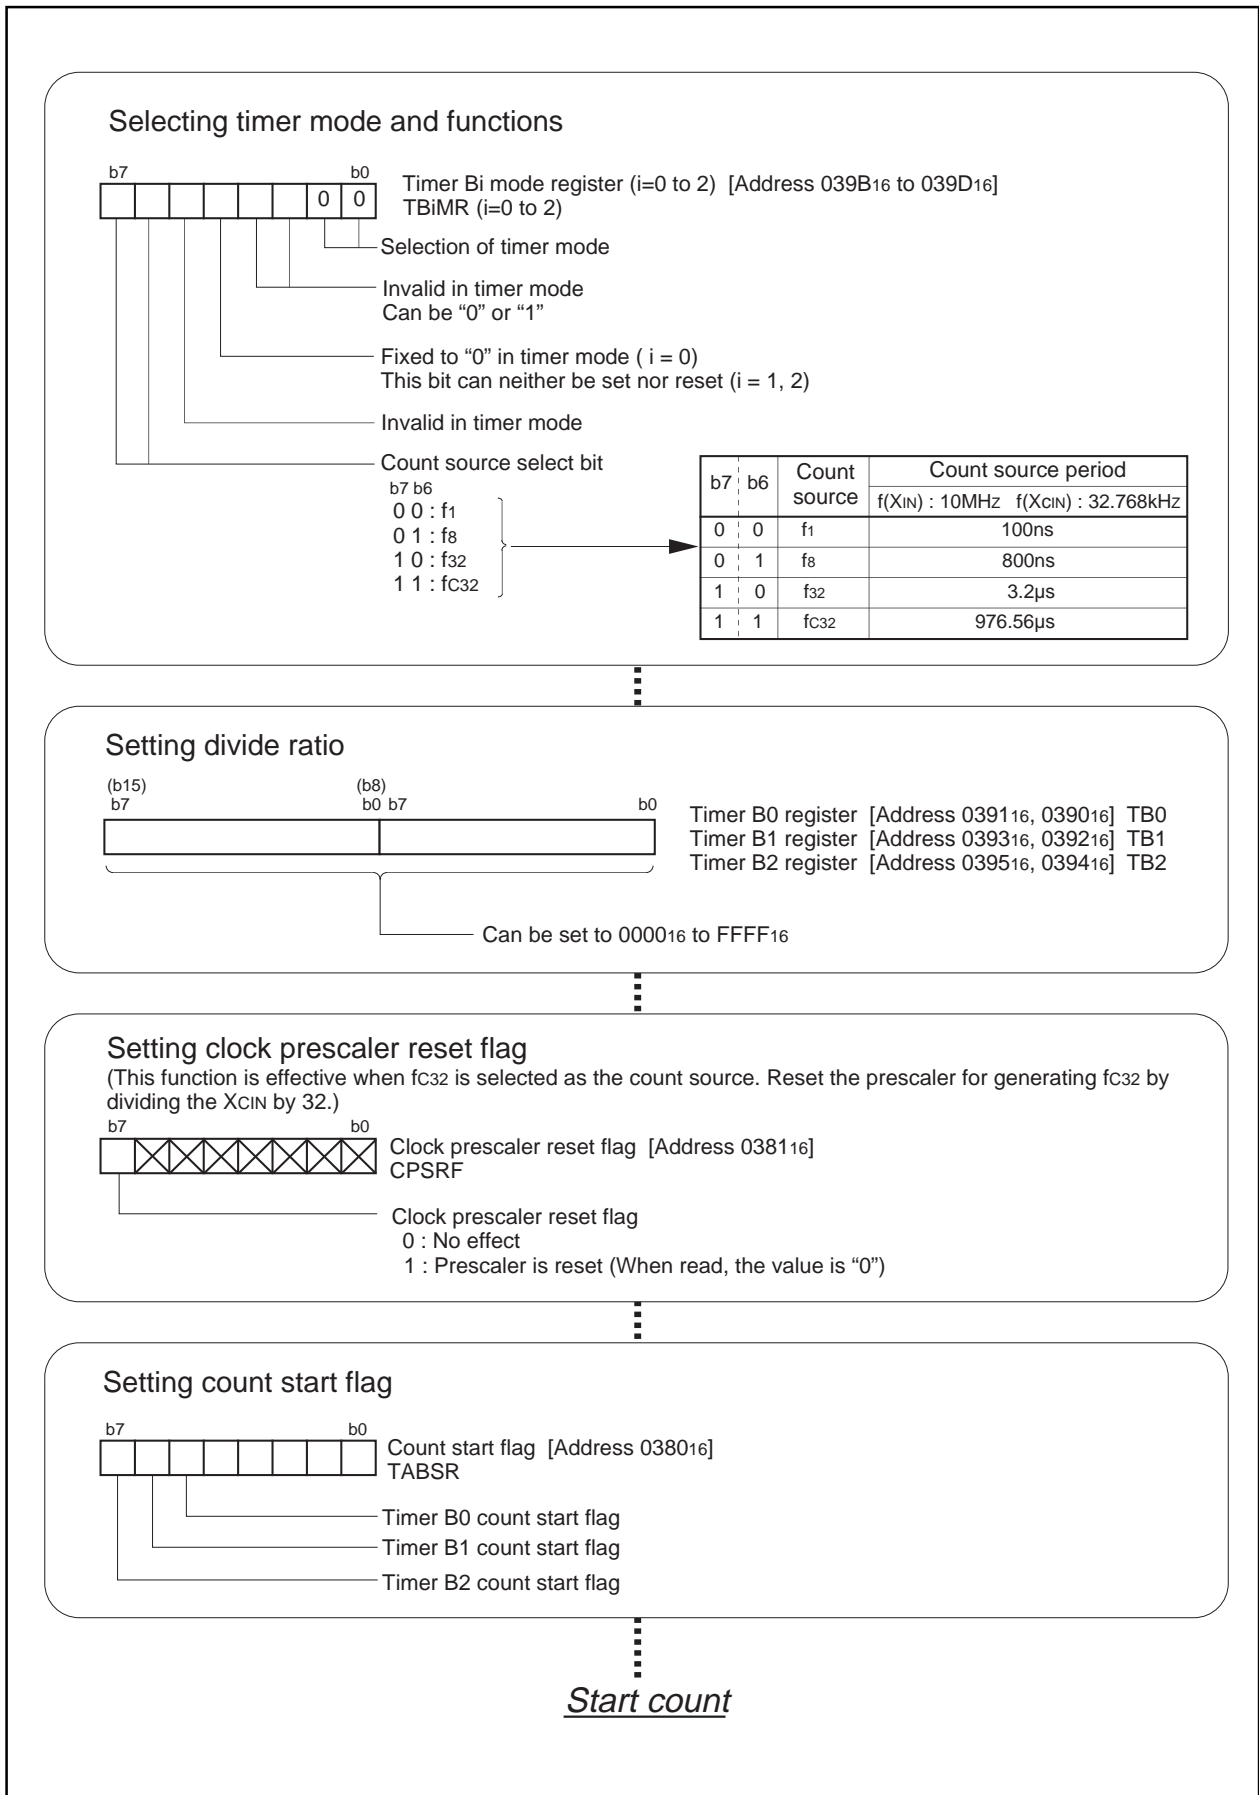 Selecting timer mode and functions
b7 b0
0 0
Timer Bi mode register (i=0 to 2) [Address 039B16 to 039D16]
TBiMR (i=0 to 2)
Selection of timer mode
Invalid in timer mode
Can be “0” or “1”
Fixed to “0” in timer mode ( i = 0)
This bit can neither be set nor reset (i = 1, 2)
Invalid in timer mode
Count source select bit
b7 b6
0 0 : f1
0 1 : f8
1 0 : f32
1 1 : fC32
b7 b6 Count source Count source period
f(XIN) : 10MHz f(XCIN) : 32.768kHz
0 0 f1 100ns
0 1 f8 800ns
1 0 f32 3.2µs
1 1 fC32 976.56µs
Setting divide ratio
(b15) (b8)
b7 b0 b7 b0
Timer B0 register [Address 039116, 039016] TB0
Timer B1 register [Address 039316, 039216] TB1
Timer B2 register [Address 039516, 039416] TB2
Can be set to 000016 to FFFF16
Setting clock prescaler reset flag
(This function is effective when fC32 is selected as the count source. Reset the prescaler for generating fC32 by
dividing the XCIN by 32.)
b7 b0
Clock prescaler reset flag [Address 038116]
CPSRF
Clock prescaler reset flag
0 : No effect
1 : Prescaler is reset (When read, the value is “0”)
Setting count start flag
b7 b0
Count start flag [Address 038016]
TABSR
Timer B0 count start flag
Timer B1 count start flag
Timer B2 count start flag
Start count